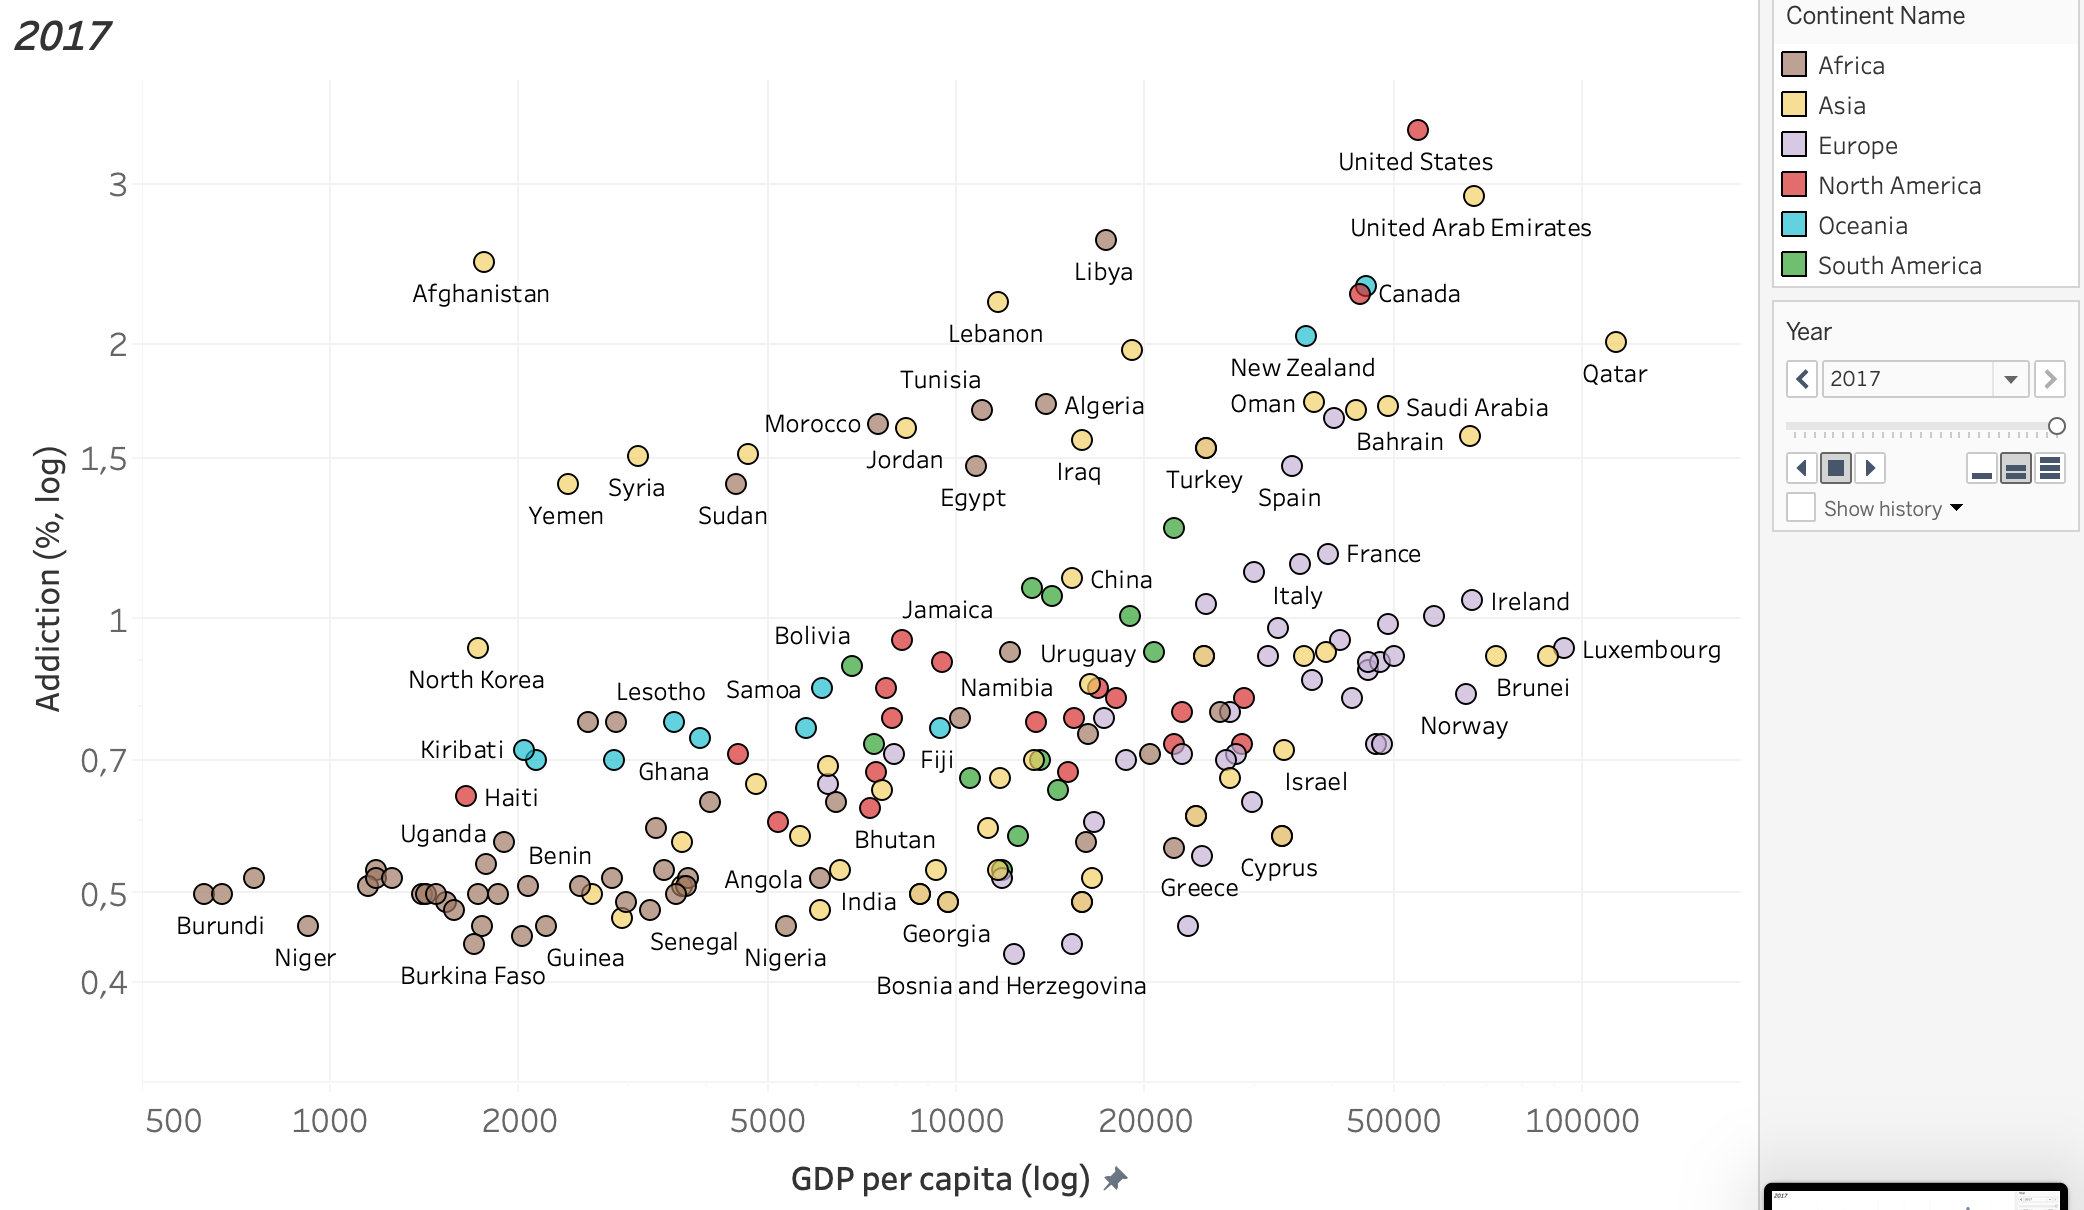 2017
Continent Name
Africa
Asia
Europe
North America
Oceania
South America
Year
2017
Show history
3
2
1,5
1
0,7
0,5
0,4
Addiction (%, log)
United States
United Arab Emirates
Libya
Afghanistan
Canada
Lebanon
New Zealand
Qatar
Tunisia
Oman
Algeria
Saudi Arabia
Morocco
Bahrain
Jordan
Iraq
Turkey
Syria
Egypt
Spain
Yemen
Sudan
France
China
Italy
Ireland
Jamaica
Bolivia
Uruguay
Luxembourg
North Korea
Lesotho
Samoa
Namibia
Brunei
Norway
Kiribati
Fiji
Ghana
Israel
Haiti
Uganda
Bhutan
Benin
Cyprus
Angola
Greece
India
Burundi
Georgia
Senegal
Niger
Guinea
Nigeria
Burkina Faso
Bosnia and Herzegovina
500
1000
2000
5000
10000
20000
50000
100000
GDP per capita (log)
2017